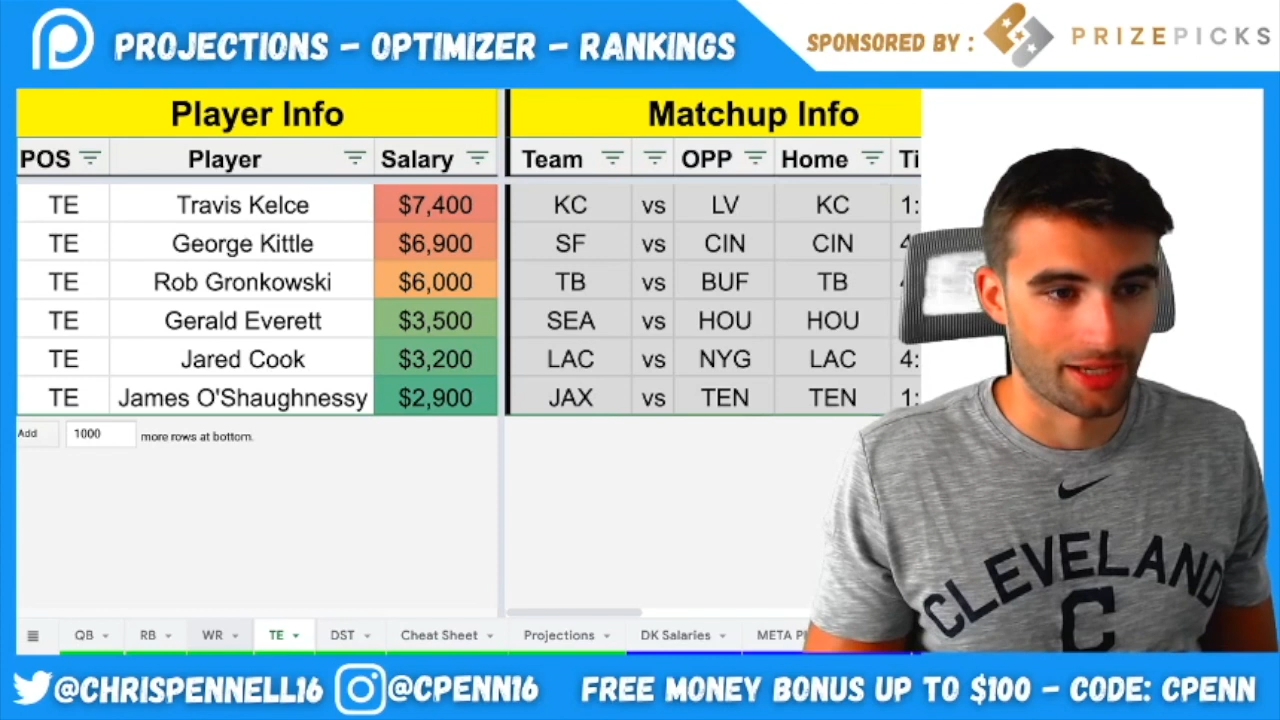 PROJECTIONS – OPTIMIZER – RANKINGS
SPONSORED BY : PRIZEPICKS
Player Info Matchup Info
POS Player Salary Team OPP Home Ti
TE Travis Kelce $7,400 KC vs LV KC 1:
TE George Kittle $6,900 SF vs CIN CIN
TE Rob Gronkowski $6,000 TB vs BUF TB
TE Gerald Everett $3,500 SEA vs HOU HOU
TE Jared Cook $3,200 LAC vs NYG LAC 4:
TE James O'Shaughnessy $2,900 JAX vs TEN TEN 1:
Add 1000 more rows at bottom.
QB RB WR TE DST Cheat Sheet Projections DK Salaries META
CLEVELAND
C
@CHRISPENNELL16 @CPENN16 FREE MONEY BONUS UP TO $100 – CODE: CPENN